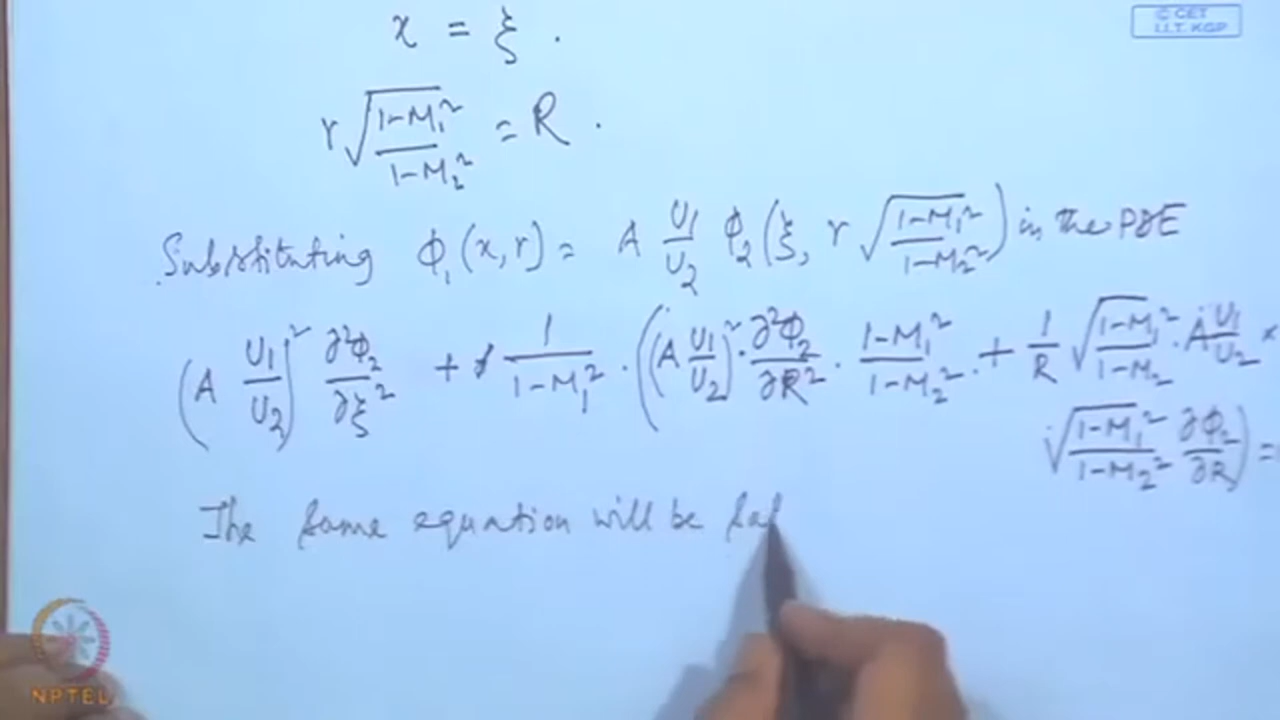 © CET
I.I.T. KGP
x = ξ .
r √((1-M₁²)/(1-M₂²)) = R .
Substituting ϕ₁(x, r) = A U₁/U₂ ϕ₂(ξ, r √((1-M₁²)/(1-M₂²))) in the PDE
(A U₁/U₂)² ∂²ϕ₂/∂ξ² + 1/(1-M₁²) · ((A U₁/U₂)² · ∂²ϕ₂/∂R² · (1-M₁²)/(1-M₂²) · + 1/R √((1-M₁²)/(1-M₂)) · A U₁/U₂ ×
√((1-M₁²)/(1-M₂²)) ∂ϕ₂/∂R) =
The same equation will be
NPTEL